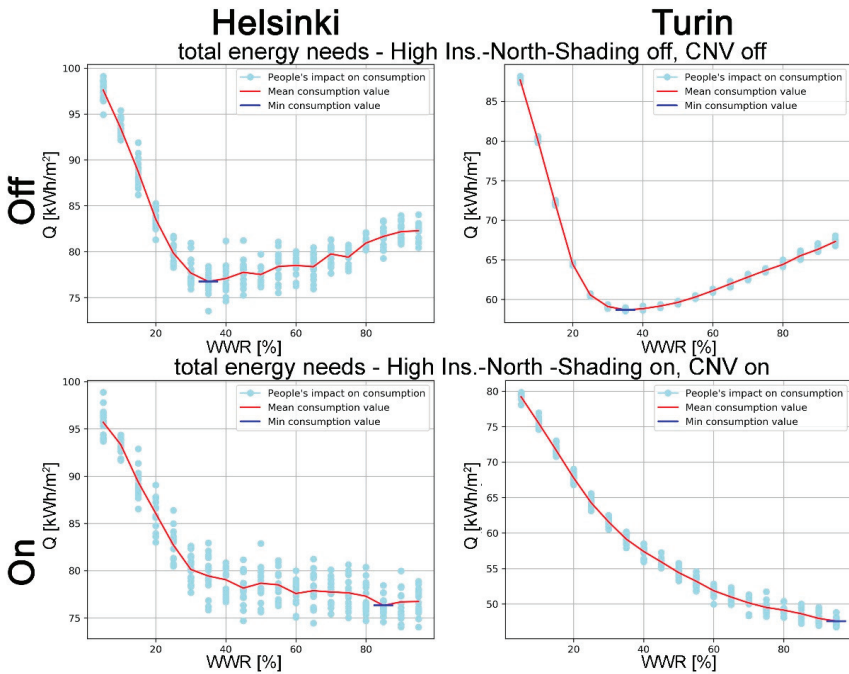 Helsinki Turin
total energy needs - High Ins.-North-Shading off, CNV off
Off
Q [kWh/m²]
100
95
90
85
80
75
People's impact on consumption
Mean consumption value
Min consumption value
20 40 60 80
WWR [%]
Q [kWh/m²]
85
80
75
70
65
60
People's impact on consumption
Mean consumption value
Min consumption value
20 40 60 80
WWR [%]
total energy needs - High Ins.-North -Shading on, CNV on
On
Q [kWh/m²]
100
95
90
85
80
75
People's impact on consumption
Mean consumption value
Min consumption value
20 40 60 80
WWR [%]
Q [kWh/m²]
80
75
70
65
60
55
50
People's impact on consumption
Mean consumption value
Min consumption value
20 40 60 80
WWR [%]